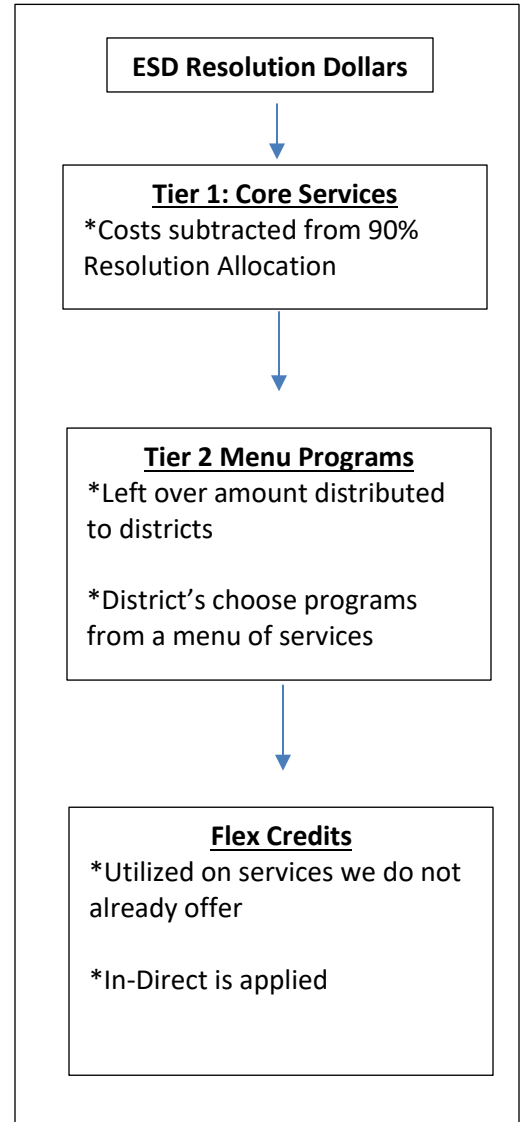 ESD Resolution Dollars
Tier 1: Core Services
*Costs subtracted from 90%
Resolution Allocation
Tier 2 Menu Programs
*Left over amount distributed
to districts
*District’s choose programs
from a menu of services
Flex Credits
*Utilized on services we do not
already offer
*In-Direct is applied